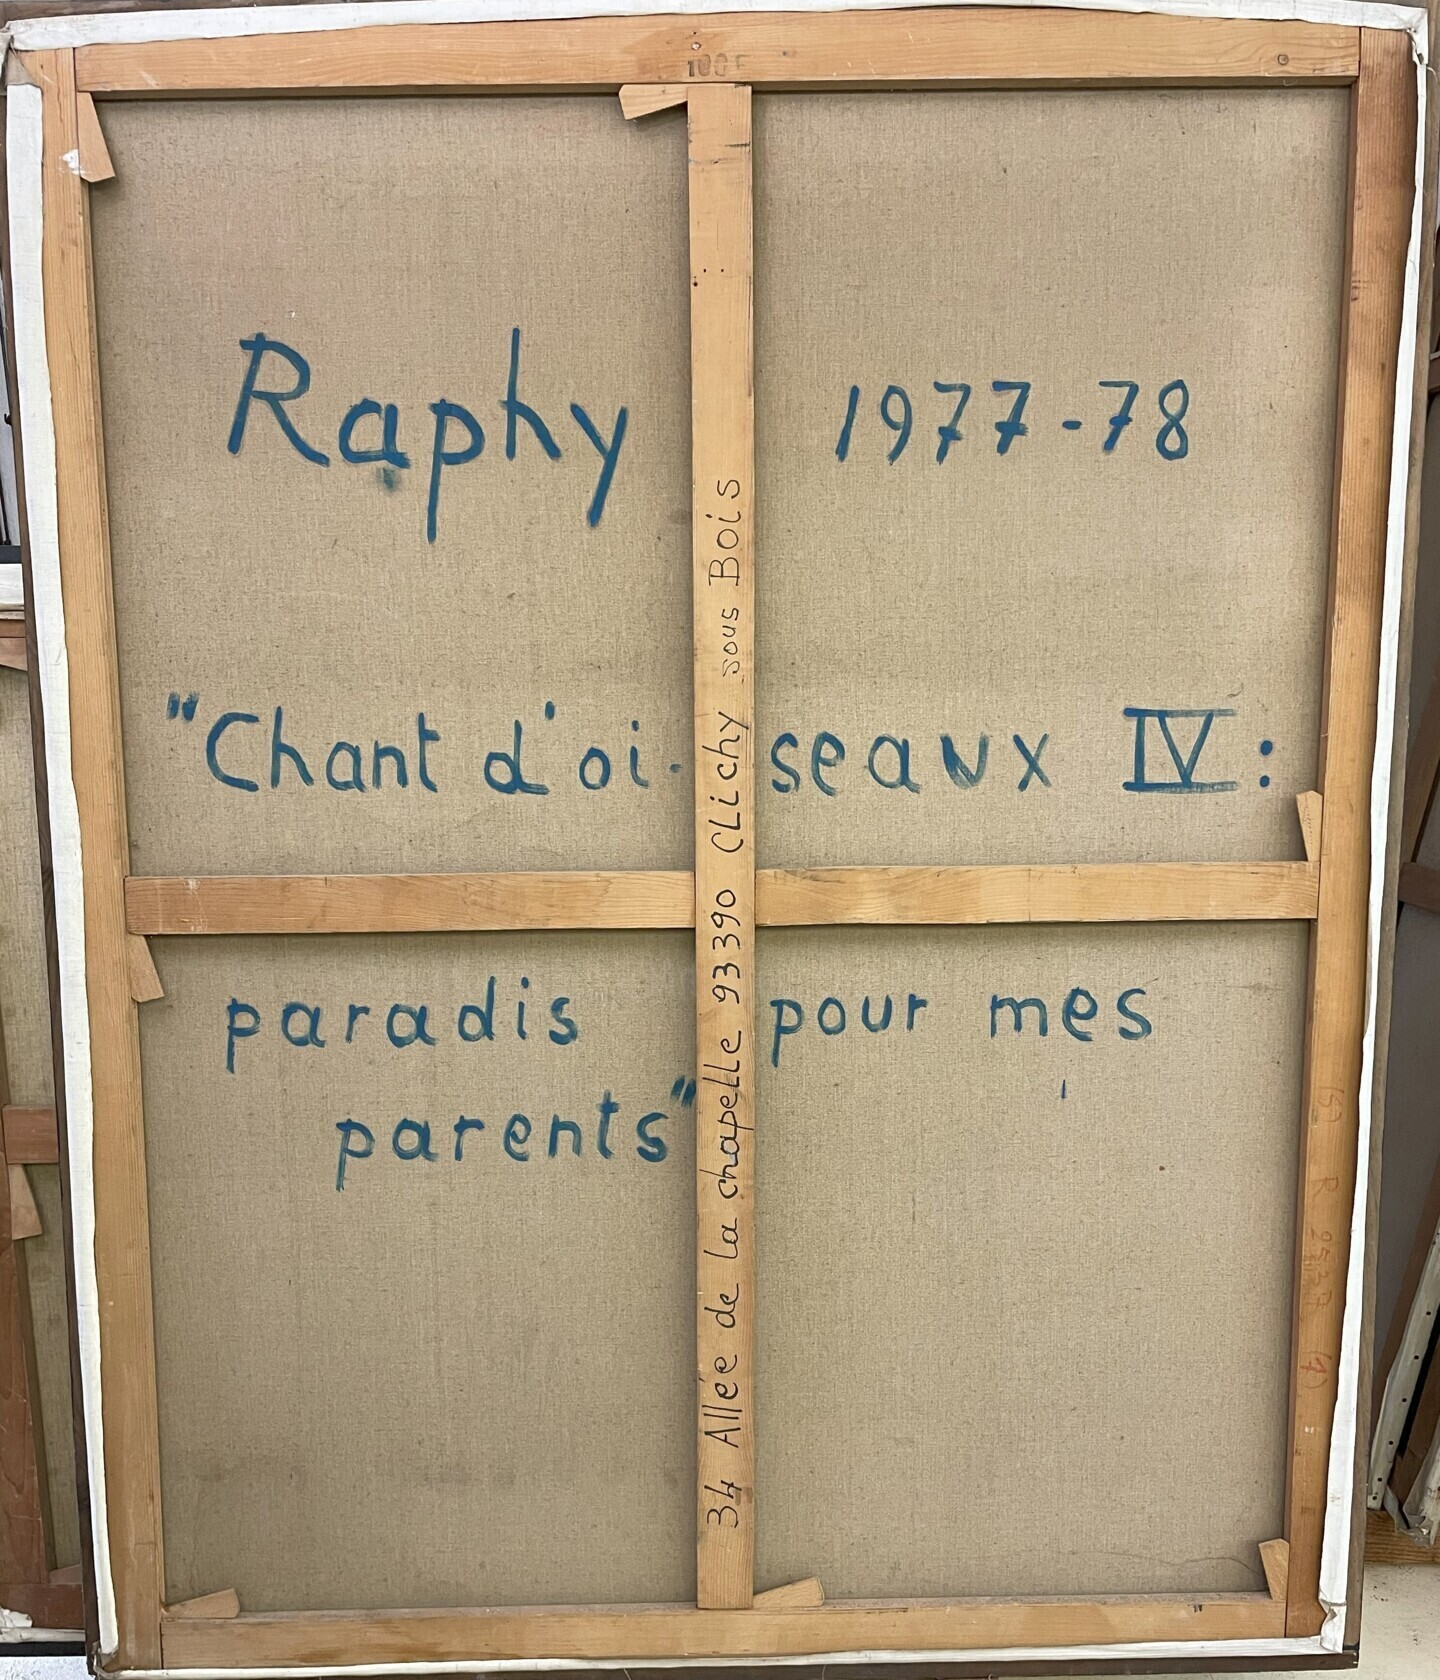 100 F
Raphy 1977-78
"Chant d'oi-seaux IV:
paradis pour mes
parents"
34 Allée de la chapelle 93390 CLichy sous Bois